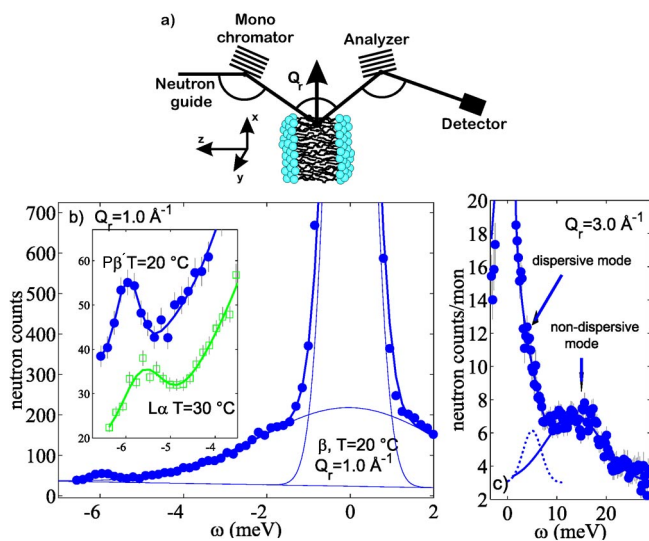 a)
Mono
chromator
Analyzer
Q_r
Neutron
guide
Detector
x
z
y
b) Q_r=1.0 Å⁻¹
neutron counts
700
600
500
400
300
200
100
0
-6
-4
-2
0
2
ω (meV)
Pβ´T=20 °C
Lα T=30 °C
60
40
20
-6
-5
-4
β, T=20 °C
Q_r=1.0 Å⁻¹
neutron counts/mon
20
18
16
14
12
10
8
6
4
2
Q_r=3.0 Å⁻¹
dispersive mode
non-dispersive
mode
c)
0
10
20
ω (meV)